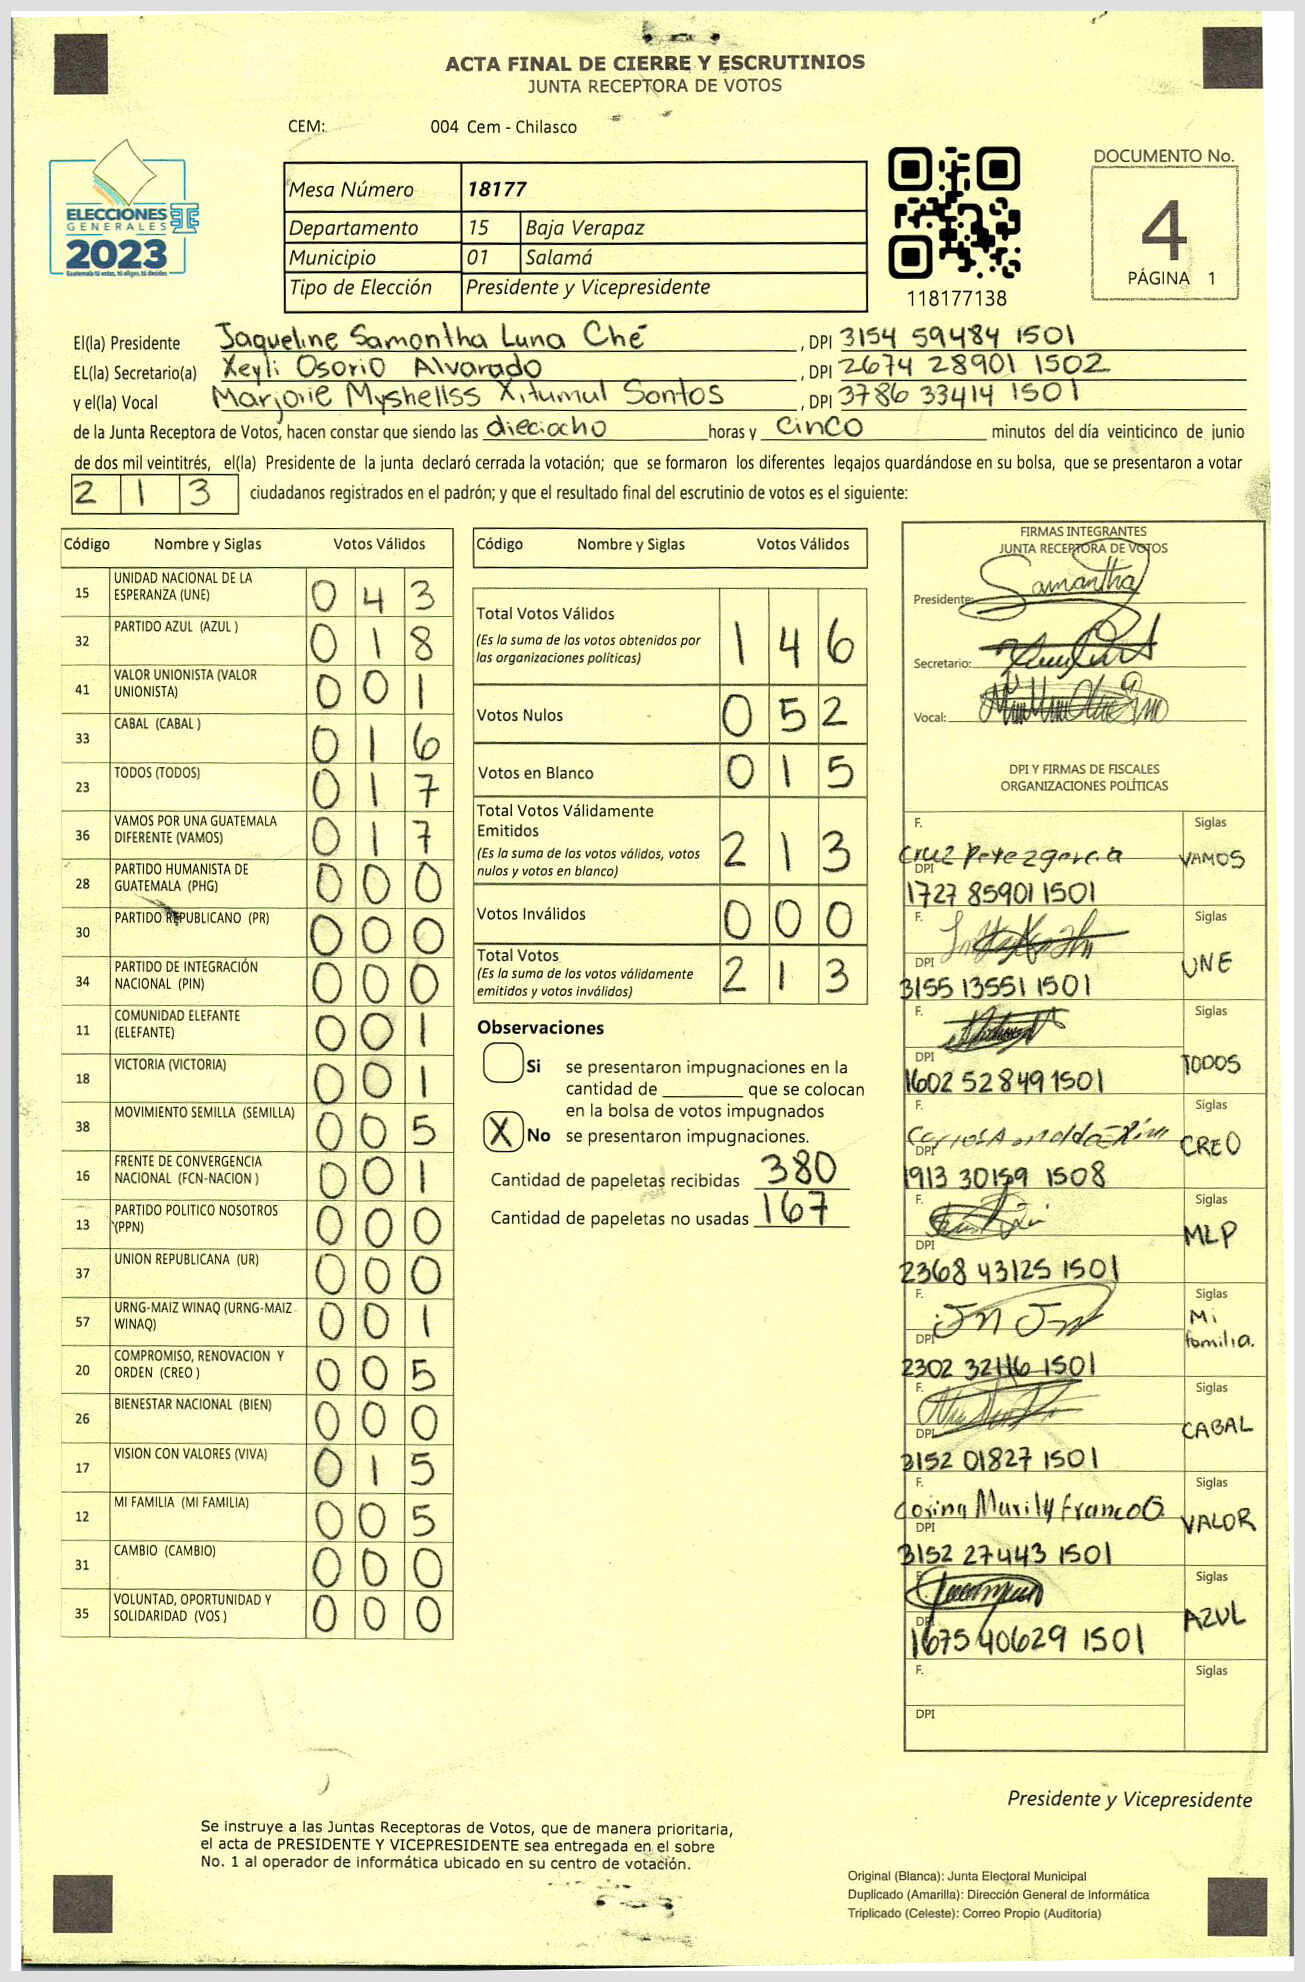 ACTA FINAL DE CIERRE Y ESCRUTINIOS
JUNTA RECEPTORA DE VOTOS
CEM: 004 Cem - Chilasco
ELECCIONES
GENERALES
2023
Guatemala tú votas, tú eliges, tú decides
Mesa Número 18177
Departamento 15 Baja Verapaz
Municipio 01 Salamá
Tipo de Elección Presidente y Vicepresidente
118177138
DOCUMENTO No.
4
PÁGINA 1
El(la) Presidente Jaqueline Samantha Luna Ché , DPI 3154 59484 1501
EL(la) Secretario(a) Xeyli Osorio Alvarado , DPI 2674 28901 1502
y el(la) Vocal Marjorie Myshellss Xitumul Santos , DPI 3786 33414 1501
de la Junta Receptora de Votos, hacen constar que siendo las dieciocho horas y cinco minutos del día veinticinco de junio
de dos mil veintitrés, el(la) Presidente de la junta declaró cerrada la votación; que se formaron los diferentes legajos guardándose en su bolsa, que se presentaron a votar
2 1 3 ciudadanos registrados en el padrón; y que el resultado final del escrutinio de votos es el siguiente:
Código Nombre y Siglas Votos Válidos
15 UNIDAD NACIONAL DE LA ESPERANZA (UNE) 0 4 3
32 PARTIDO AZUL (AZUL ) 0 1 8
41 VALOR UNIONISTA (VALOR UNIONISTA) 0 0 1
33 CABAL (CABAL ) 0 1 6
23 TODOS (TODOS) 0 1 7
36 VAMOS POR UNA GUATEMALA DIFERENTE (VAMOS) 0 1 7
28 PARTIDO HUMANISTA DE GUATEMALA (PHG) 0 0 0
30 PARTIDO REPUBLICANO (PR) 0 0 0
34 PARTIDO DE INTEGRACIÓN NACIONAL (PIN) 0 0 0
11 COMUNIDAD ELEFANTE (ELEFANTE) 0 0 1
18 VICTORIA (VICTORIA) 0 0 1
38 MOVIMIENTO SEMILLA (SEMILLA) 0 0 5
16 FRENTE DE CONVERGENCIA NACIONAL (FCN-NACION ) 0 0 1
13 PARTIDO POLITICO NOSOTROS (PPN) 0 0 0
37 UNION REPUBLICANA (UR) 0 0 0
57 URNG-MAIZ WINAQ (URNG-MAIZ WINAQ) 0 0 1
20 COMPROMISO, RENOVACION Y ORDEN (CREO ) 0 0 5
26 BIENESTAR NACIONAL (BIEN) 0 0 0
17 VISION CON VALORES (VIVA) 0 1 5
12 MI FAMILIA (MI FAMILIA) 0 0 5
31 CAMBIO (CAMBIO) 0 0 0
35 VOLUNTAD, OPORTUNIDAD Y SOLIDARIDAD (VOS ) 0 0 0
Código Nombre y Siglas Votos Válidos
Total Votos Válidos
(Es la suma de los votos obtenidos por
las organizaciones políticas) 1 4 6
Votos Nulos 0 5 2
Votos en Blanco 0 1 5
Total Votos Válidamente
Emitidos
(Es la suma de los votos válidos, votos
nulos y votos en blanco) 2 1 3
Votos Inválidos 0 0 0
Total Votos
(Es la suma de los votos válidamente
emitidos y votos inválidos) 2 1 3
Observaciones
Si se presentaron impugnaciones en la
cantidad de ________ que se colocan
en la bolsa de votos impugnados
X No se presentaron impugnaciones.
Cantidad de papeletas recibidas 380
Cantidad de papeletas no usadas 167
FIRMAS INTEGRANTES
JUNTA RECEPTORA DE VOTOS
Presidente: Samantha
Secretario:
Vocal:
DPI Y FIRMAS DE FISCALES
ORGANIZACIONES POLÍTICAS
F. Siglas
Cruz Perez garcia VAMOS
DPI
1727 85901 1501
F. Siglas
DPI UNE
3155 13551 1501
F. Siglas
DPI TODOS
1602 52849 1501
F. Siglas
DPI CREO
1913 30159 1508
F. Siglas
DPI MLP
2368 43125 1501
F. Siglas
DPI Mi familia.
2302 32116 1501
F. Siglas
DPI CABAL
3152 01827 1501
F. Siglas
Marily Franco VALOR
DPI
3152 27443 1501
F. Siglas
DPI AZUL
1675 40629 1501
F. Siglas
DPI
Presidente y Vicepresidente
Se instruye a las Juntas Receptoras de Votos, que de manera prioritaria,
el acta de PRESIDENTE Y VICEPRESIDENTE sea entregada en el sobre
No. 1 al operador de informática ubicado en su centro de votación.
Original (Blanca): Junta Electoral Municipal
Duplicado (Amarilla): Dirección General de Informática
Triplicado (Celeste): Correo Propio (Auditoría)